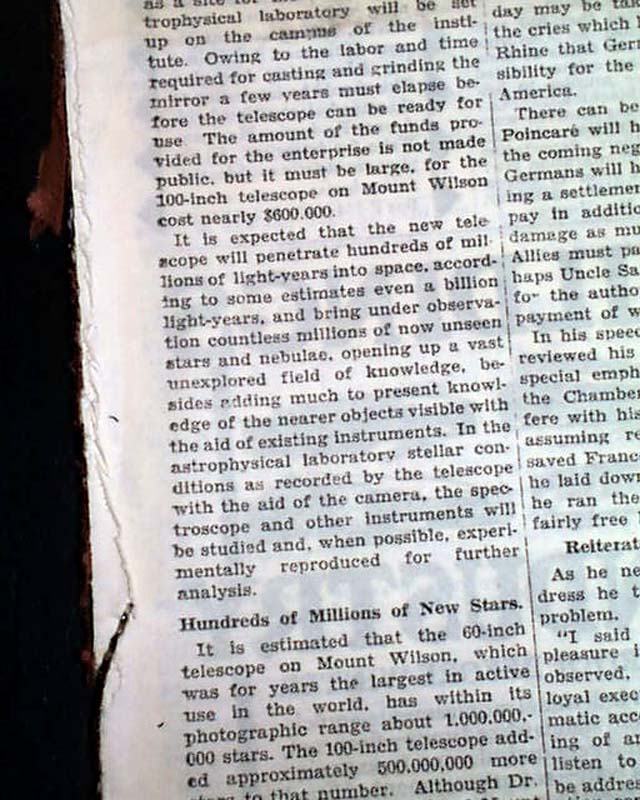 as a site for
trophysical laboratory will be set
up on the campus of the insti-
tute. Owing to the labor and time
required for casting and grinding the
mirror a few years must elapse be-
fore the telescope can be ready for
use. The amount of the funds pro-
vided for the enterprise is not made
public, but it must be large, for the
100-inch telescope on Mount Wilson
cost nearly $600,000.
It is expected that the new tele-
scope will penetrate hundreds of mil-
lions of light-years into space, accord-
ing to some estimates even a billion
light-years, and bring under observa-
tion countless millions of now unseen
stars and nebulae, opening up a vast
unexplored field of knowledge, be-
sides adding much to present knowl-
edge of the nearer objects visible with
the aid of existing instruments. In the
astrophysical laboratory stellar con-
ditions as recorded by the telescope
with the aid of the camera, the spec-
troscope and other instruments will
be studied and, when possible, experi-
mentally reproduced for further
analysis.
Hundreds of Millions of New Stars.
It is estimated that the 60-inch
telescope on Mount Wilson, which
was for years the largest in active
use in the world, has within its
photographic range about 1,000,000,-
000 stars. The 100-inch telescope add-
ed approximately 500,000,000 more
to that number. Although Dr.
day may be
the cries which
Rhine that
sibility for the
America.
There can be
Poincaré will
the coming
Germans will
ing a
pay in
damage as
Allies must
haps Uncle
for the
payment of
In his
reviewed his
special
the
fere with his
assuming
saved
he laid down
he ran the
fairly free
As he
dress he
problem.
"I said
pleasure
observed,
loyal
matic
ing of
listen to
be